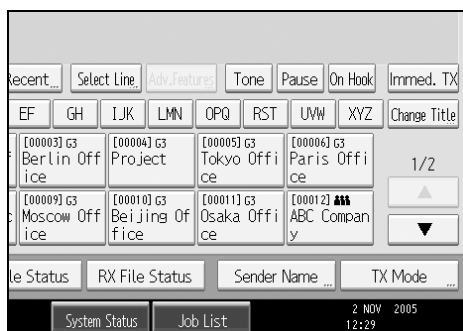 Recent Select Line Adv.Features Tone Pause On Hook Immed. TX
EF GH IJK LMN OPQ RST UVW XYZ Change Title
[00003] G3 [00004] G3 [00005] G3 [00006] G3
Berlin Off Project Tokyo Offi Paris Offi 1/2
ice ce ce
[00009] G3 [00010] G3 [00011] G3 [00012]
c Moscow Off Beijing Of Osaka Offi ABC Compan
ice fice ce y
le Status RX File Status Sender Name TX Mode
System Status Job List 2 NOV 2005
12:29